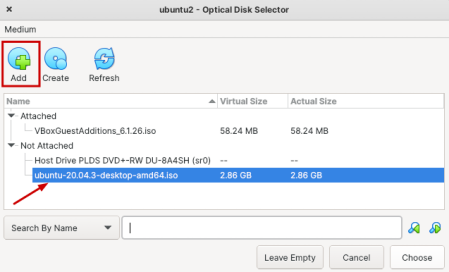 ubuntu2 - Optical Disk Selector
Medium
Add Create Refresh
Name Virtual Size Actual Size
Attached
VBoxGuestAdditions_6.1.26.iso 58.24 MB 58.24 MB
Not Attached
Host Drive PLDS DVD+-RW DU-8A4SH (sr0) -- --
ubuntu-20.04.3-desktop-amd64.iso 2.86 GB 2.86 GB
Search By Name
Leave Empty Cancel Choose